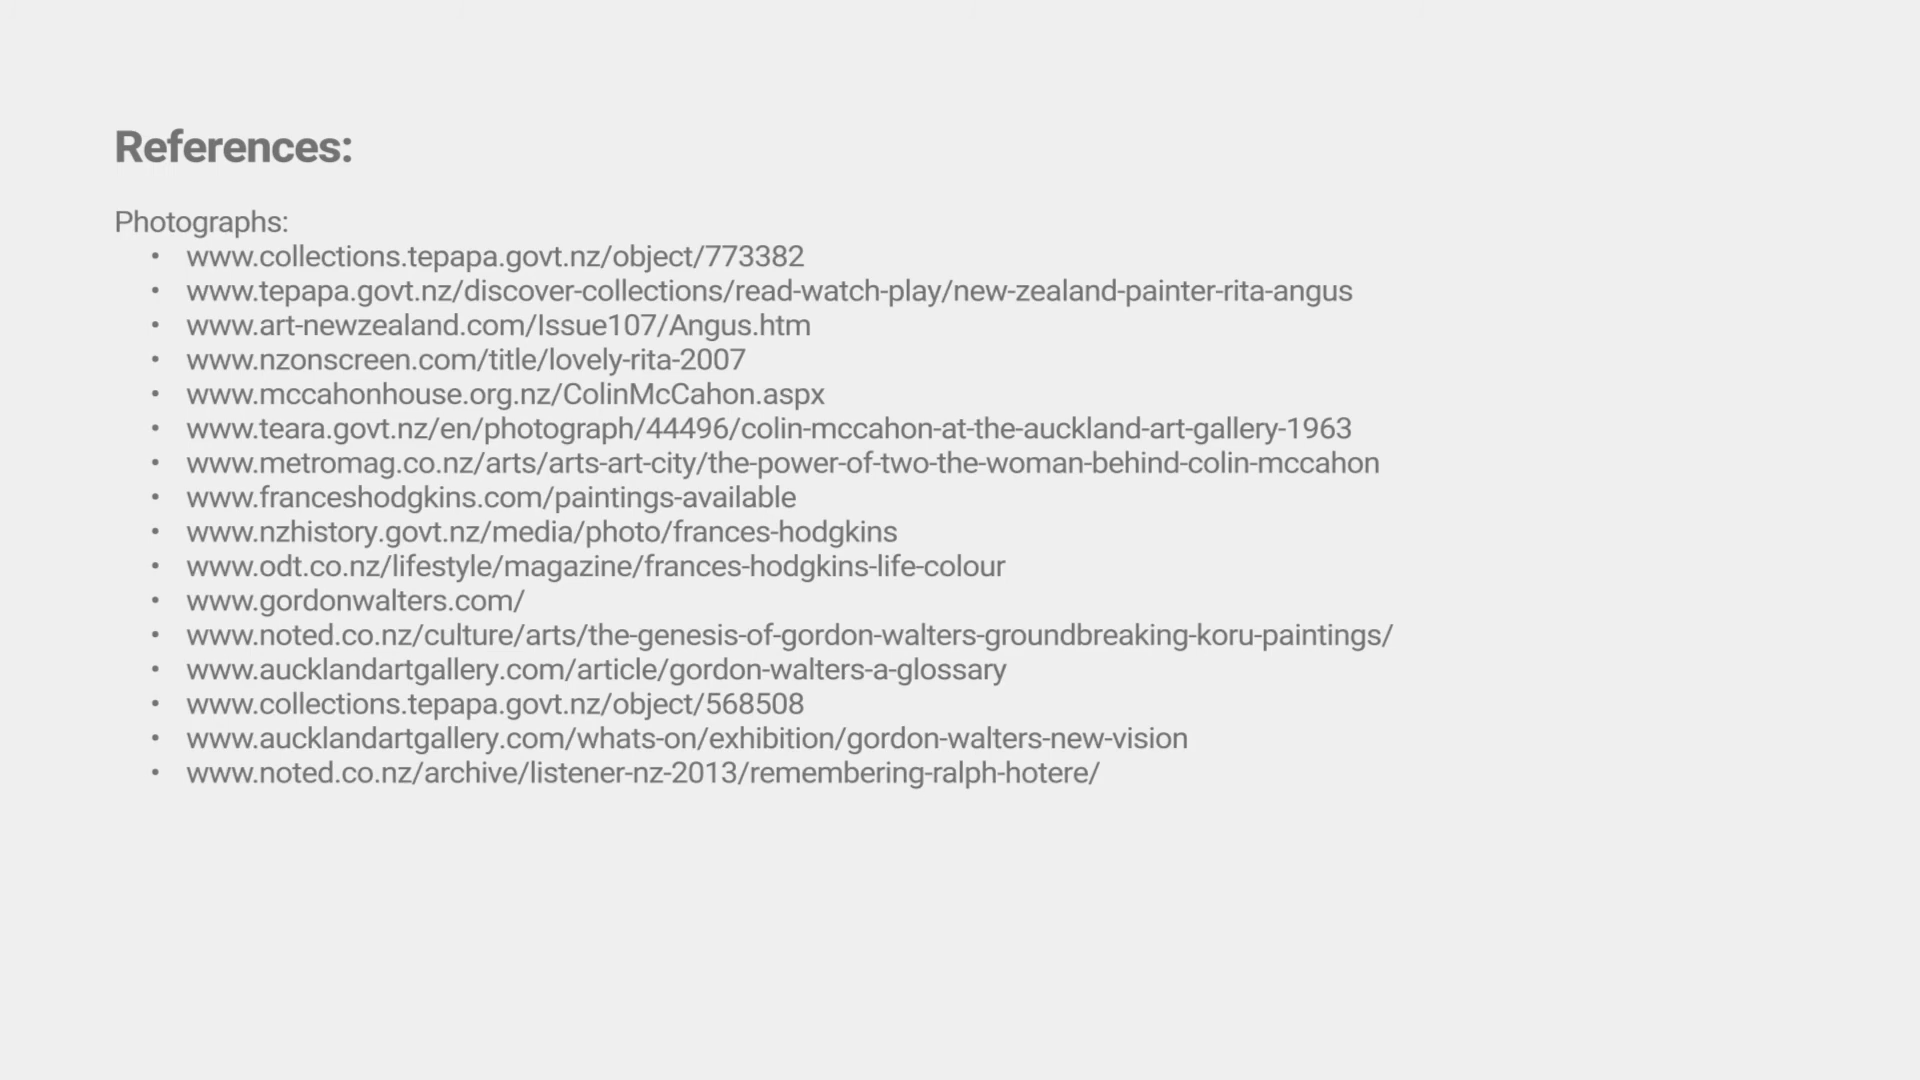 References:
Photographs:
• www.collections.tepapa.govt.nz/object/773382
• www.tepapa.govt.nz/discover-collections/read-watch-play/new-zealand-painter-rita-angus
• www.art-newzealand.com/Issue107/Angus.htm
• www.nzonscreen.com/title/lovely-rita-2007
• www.mccahonhouse.org.nz/ColinMcCahon.aspx
• www.teara.govt.nz/en/photograph/44496/colin-mccahon-at-the-auckland-art-gallery-1963
• www.metromag.co.nz/arts/arts-art-city/the-power-of-two-the-woman-behind-colin-mccahon
• www.franceshodgkins.com/paintings-available
• www.nzhistory.govt.nz/media/photo/frances-hodgkins
• www.odt.co.nz/lifestyle/magazine/frances-hodgkins-life-colour
• www.gordonwalters.com/
• www.noted.co.nz/culture/arts/the-genesis-of-gordon-walters-groundbreaking-koru-paintings/
• www.aucklandartgallery.com/article/gordon-walters-a-glossary
• www.collections.tepapa.govt.nz/object/568508
• www.aucklandartgallery.com/whats-on/exhibition/gordon-walters-new-vision
• www.noted.co.nz/archive/listener-nz-2013/remembering-ralph-hotere/